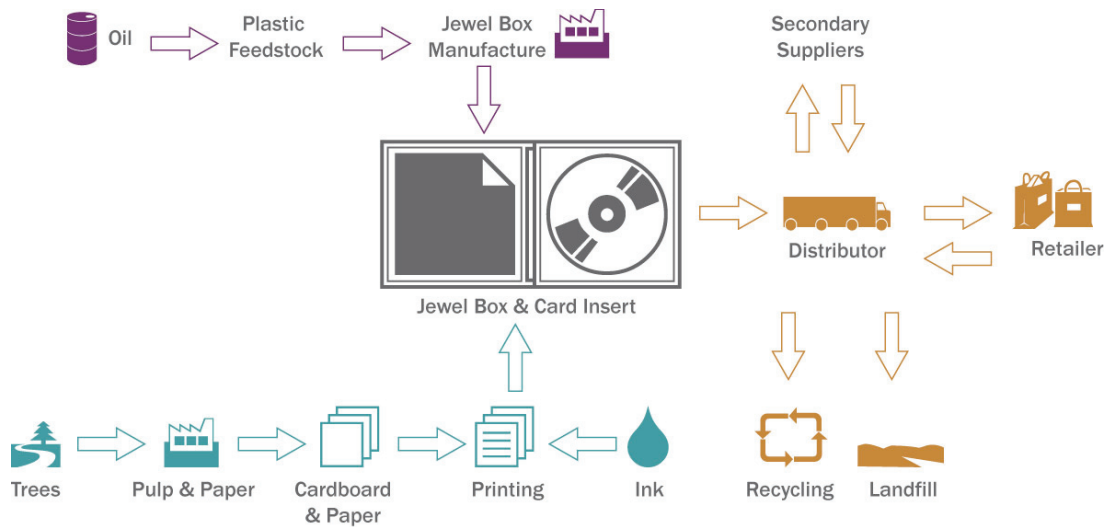 Oil
Plastic
Feedstock
Jewel Box
Manufacture
Secondary
Suppliers
Distributor
Retailer
Jewel Box & Card Insert
Trees
Pulp & Paper
Cardboard
& Paper
Printing
Ink
Recycling
Landfill